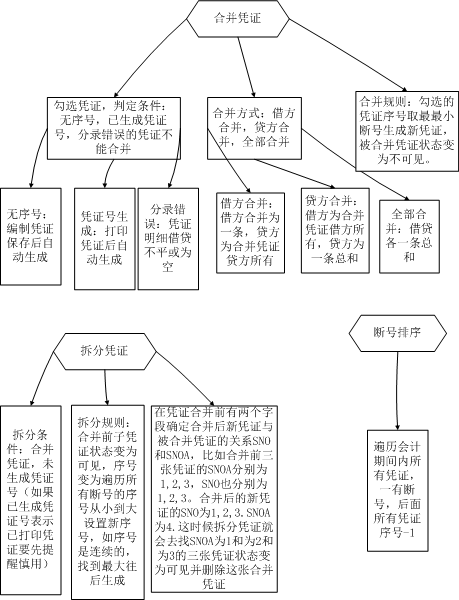 合并凭证
勾选凭证，判定条件：
无序号，已生成凭证
号，分录错误的凭证不
能合并
合并方式：借方
合并，贷方合
并，全部合并
合并规则：勾选的
凭证序号取最最小
断号生成新凭证，
被合并凭证状态变
为不可见。
无序号：
编制凭证
保存后自
动生成
凭证号生
成：打印
凭证后自
动生成
分录错
误：凭证
明细借贷
不平或为
空
借方合并：
借方合并为
一条，贷方
为合并凭证
贷方所有
贷方合并：
借方为合并
凭证借方所
有，贷方为
一条总和
全部合
并：借贷
各一条总
和
拆分凭证
断号排序
拆分条
件：合并
凭证，未
生成凭证
号（如果
已生成凭
证号表示
已打印凭
证要先提
醒慎用）
拆分规则：
合并前子凭
证状态变为
可见，序号
变为遍历所
有断号的序
号从小到大
设置新序
号，如序号
是连续的，
找到最大往
后生成
在凭证合并前有两个字
段确定合并后新凭证与
被合并凭证的关系SNO
和SNOA，比如合并前三
张凭证的SNOA分别为
1,2,3，SNO也分别为
1,2,3。合并后的新凭
证的SNO为1,2,3.SNOA
为4.这时候拆分凭证就
会去找SNOA为1和为2和
为3的三张凭证状态变
为可见并删除这张合并
凭证
遍历会计
期间内所
有凭证，
一有断
号，后面
所有凭证
序号-1